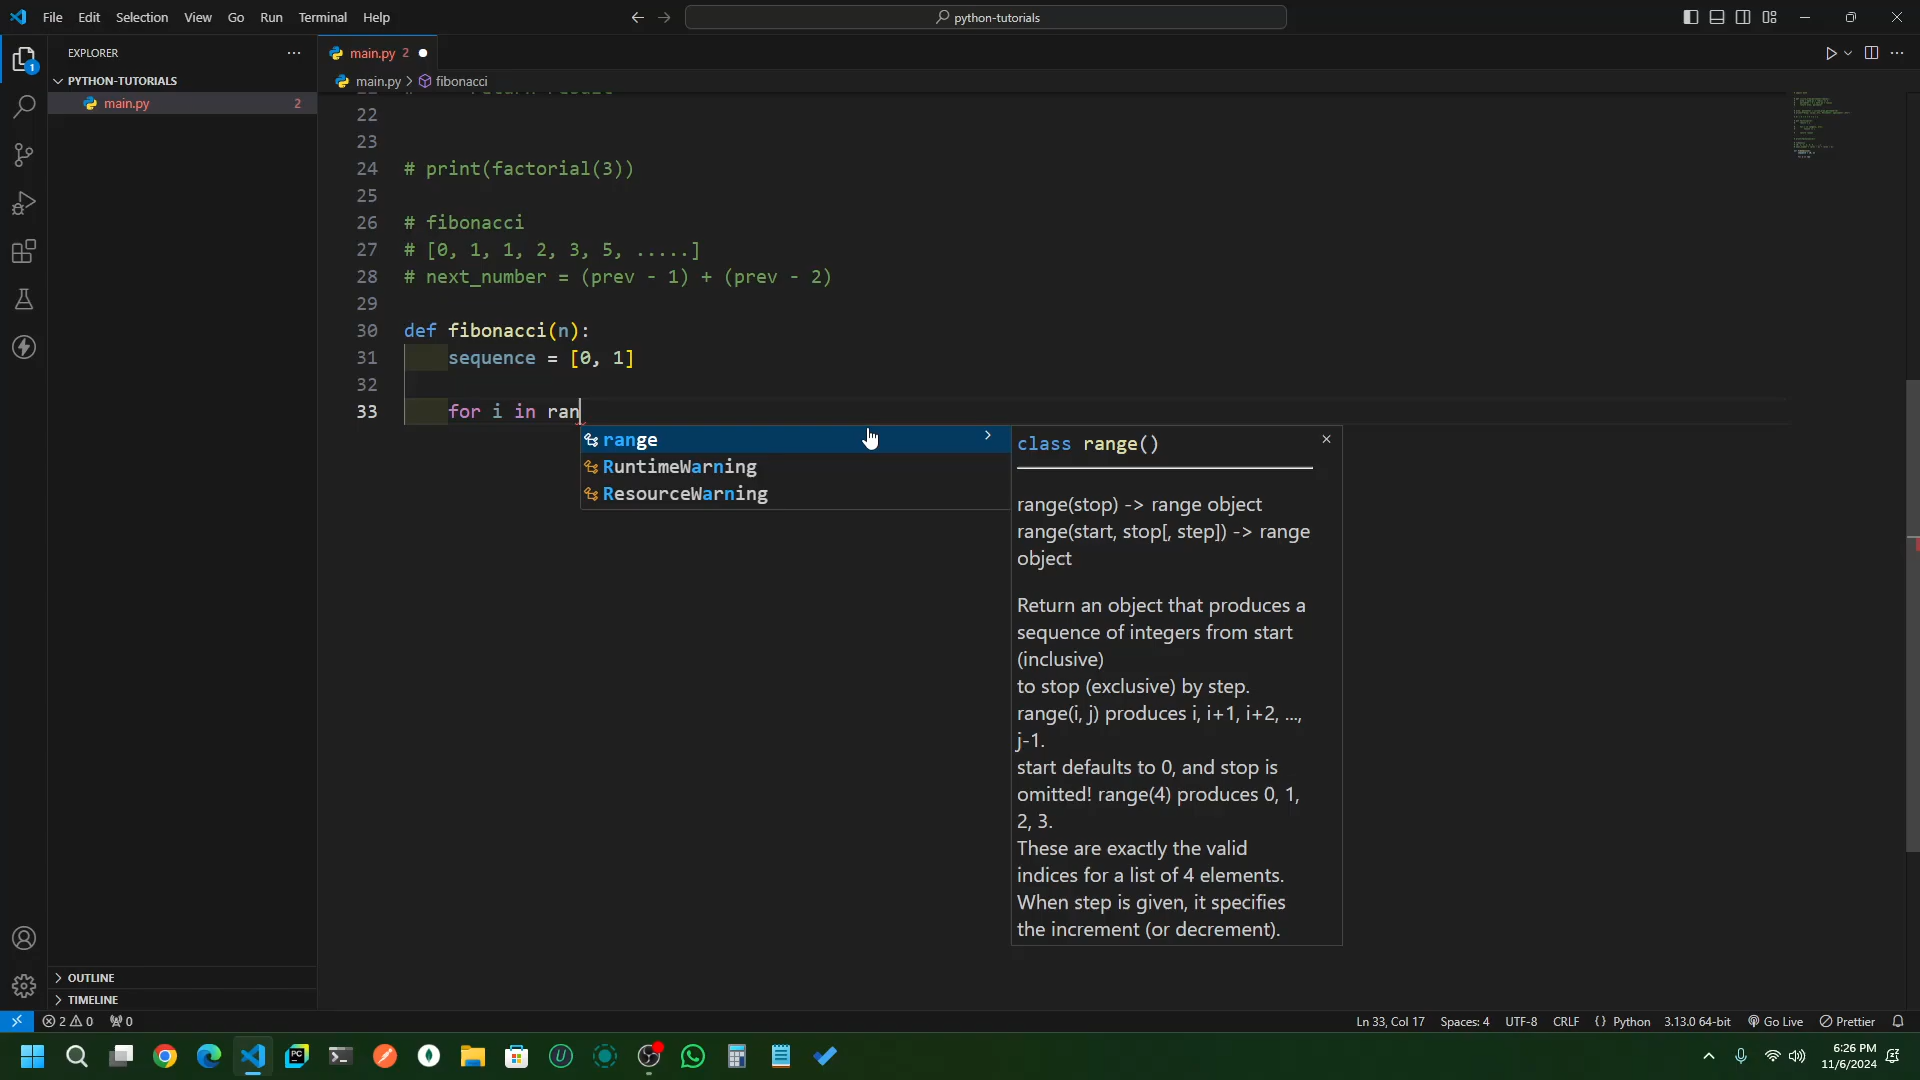 File Edit Selection View Go Run Terminal Help
python-tutorials
EXPLORER
PYTHON-TUTORIALS
main.py 2
1
main.py 2
main.py > fibonacci
22
23
24 # print(factorial(3))
25
26 # fibonacci
27 # [0, 1, 1, 2, 3, 5, .....]
28 # next_number = (prev - 1) + (prev - 2)
29
30 def fibonacci(n):
31 sequence = [0, 1]
32
33 for i in ran
range
RuntimeWarning
ResourceWarning
class range()
range(stop) -> range object
range(start, stop[, step]) -> range
object
Return an object that produces a
sequence of integers from start
(inclusive)
to stop (exclusive) by step.
range(i, j) produces i, i+1, i+2, ...,
j-1.
start defaults to 0, and stop is
omitted! range(4) produces 0, 1,
2, 3.
These are exactly the valid
indices for a list of 4 elements.
When step is given, it specifies
the increment (or decrement).
OUTLINE
TIMELINE
2 0 0
Ln 33, Col 17 Spaces: 4 UTF-8 CRLF {} Python 3.13.0 64-bit Go Live Prettier
PC
6:26 PM
11/6/2024